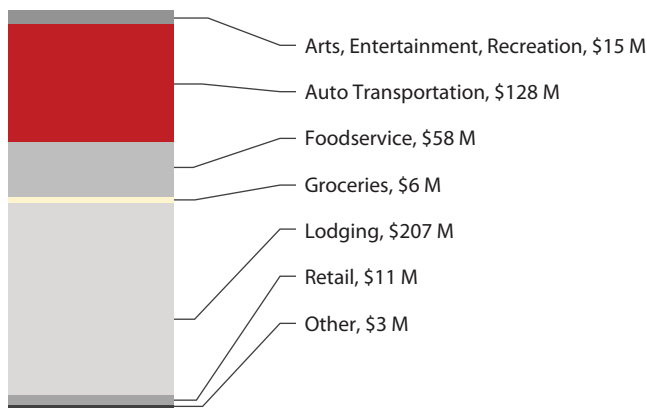 Arts, Entertainment, Recreation, $15 M
Auto Transportation, $128 M
Foodservice, $58 M
Groceries, $6 M
Lodging, $207 M
Retail, $11 M
Other, $3 M